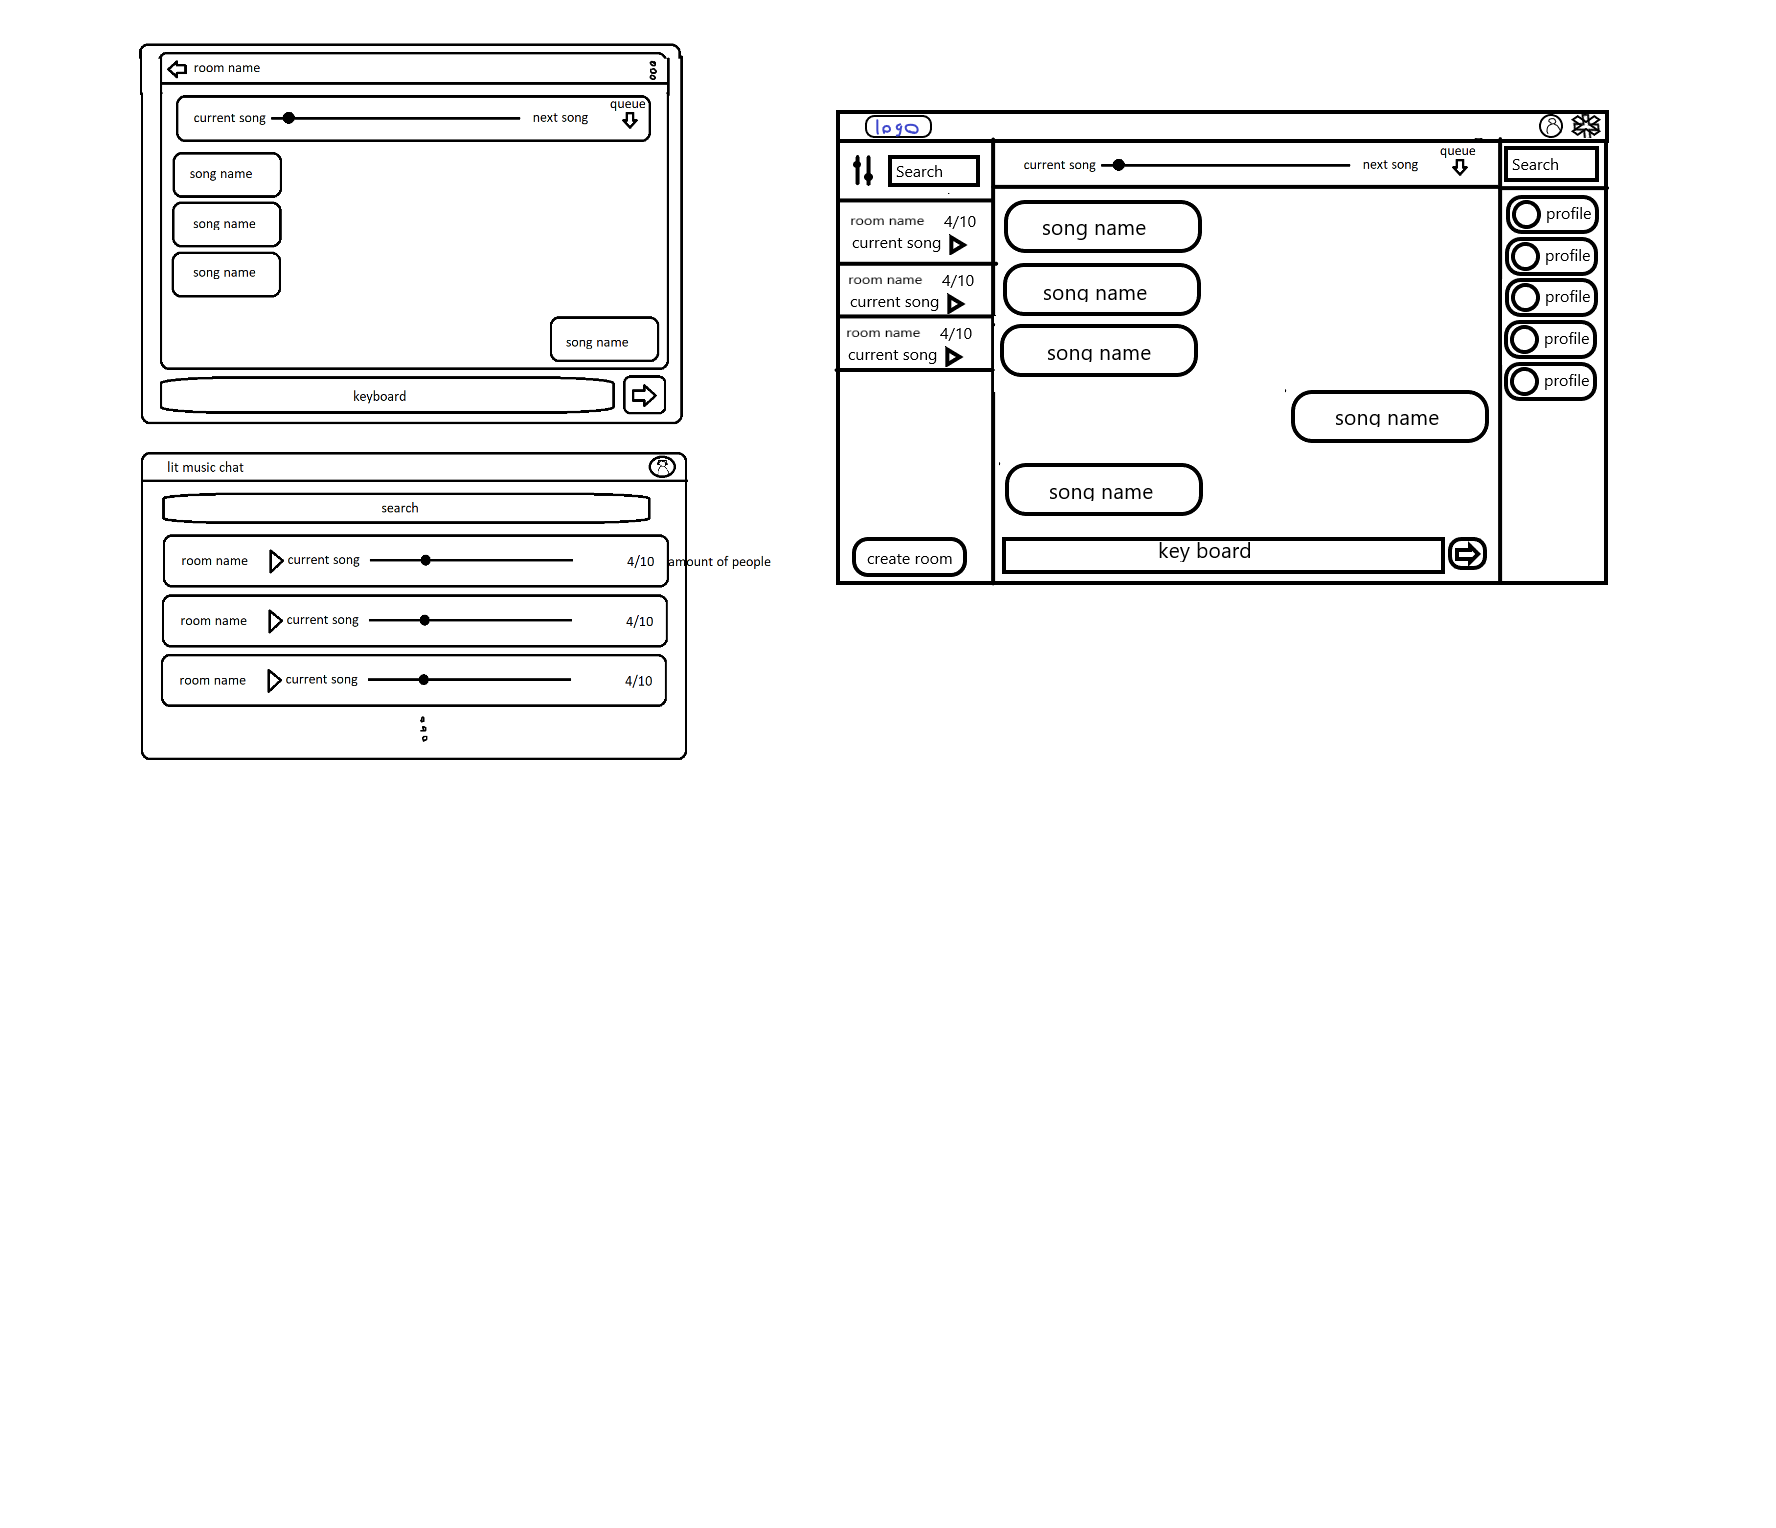 room name
queue
current song
next song
song name
song name
song name
song name
keyboard
lit music chat
search
room name current song 4/10 amount of people
room name current song 4/10
room name current song 4/10
logo
Search
room name 4/10
current song
room name 4/10
current song
room name 4/10
current song
create room
queue
current song
next song
song name
song name
song name
song name
song name
key board
Search
profile
profile
profile
profile
profile